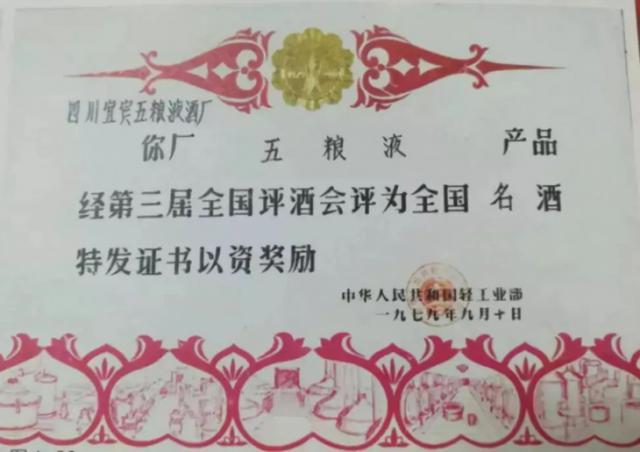 四川宜宾五粮液酒厂
你厂 五粮液 产品
经第三届全国评酒会评为全国名酒
特发证书以资奖励
中华人民共和国轻工业部
一九七九年九月十日